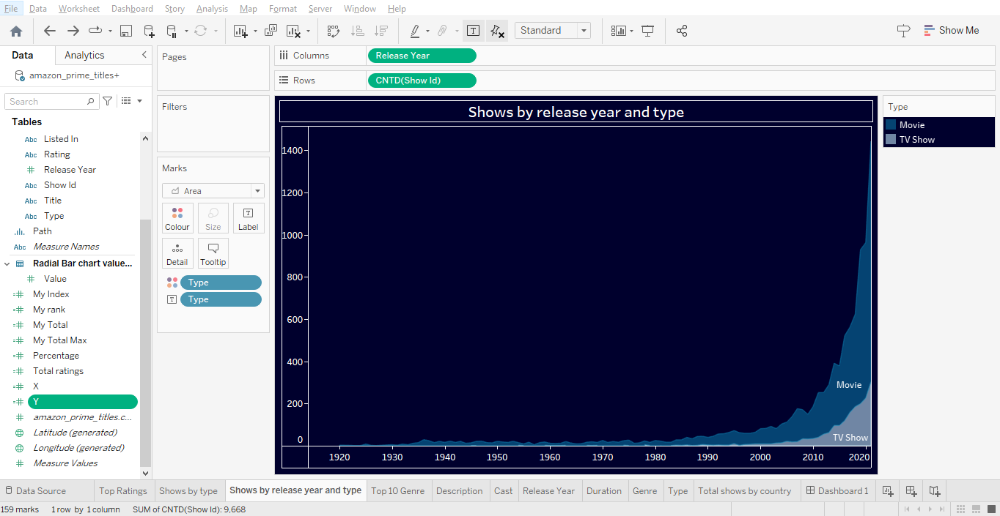 File Data Worksheet Dashboard Story Analysis Map Format Server Window Help
Standard
Show Me
Data Analytics
amazon_prime_titles+
Search
Tables
Abc Listed In
Abc Rating
Release Year
Abc Show Id
Abc Title
Abc Type
Path
Abc Measure Names
Radial Bar chart value...
Value
My Index
My rank
My Total
My Total Max
Percentage
Total ratings
X
Y
amazon_prime_titles.c...
Latitude (generated)
Longitude (generated)
Measure Values
Pages
Filters
Marks
Area
Colour Size Label
Detail Tooltip
Type
Type
Columns Release Year
Rows CNTD(Show Id)
Shows by release year and type
1400
1200
1000
800
600
400
200
0
Movie
TV Show
1920 1930 1940 1950 1960 1970 1980 1990 2000 2010 2020
Type
Movie
TV Show
Data Source Top Ratings Shows by type Shows by release year and type Top 10 Genre Description Cast Release Year Duration Genre Type Total shows by country Dashboard 1
159 marks 1 row by 1 column SUM of CNTD(Show Id): 9,668